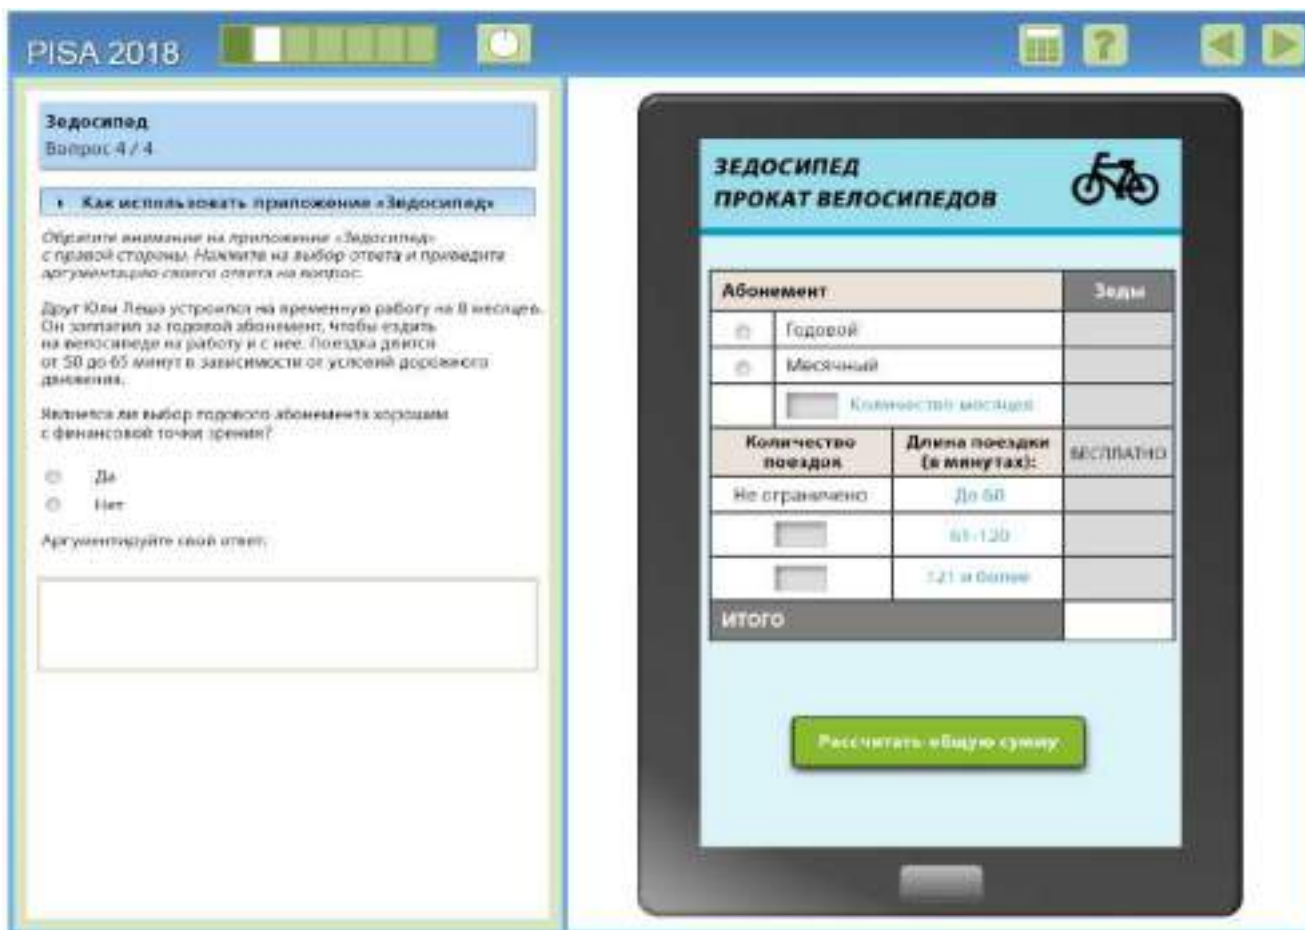 PISA 2018
?
Зедосипед
Вопрос 4 / 4
Как использовать приложение «Зедосипед»
Обратите внимание на приложение «Зедосипед»
с правой стороны. Нажмите на выбор ответа и приведите
аргументацию своего ответа на вопрос.
Друг Юли Леша устроился на временную работу на 8 месяцев.
Он заплатил за годовой абонемент, чтобы ездить
на велосипеде на работу и с нее. Поездка длится
от 50 до 65 минут в зависимости от условий дорожного
движения.
Является ли выбор годового абонемента хорошим
с финансовой точки зрения?
Да
Нет
Аргументируйте свой ответ.
ЗЕДОСИПЕД
ПРОКАТ ВЕЛОСИПЕДОВ
Абонемент Зеды
Годовой
Месячный
Количество месяцев
Количество поездок Длина поездки (в минутах): БЕСПЛАТНО
Не ограничено До 60
61-120
121 и более
ИТОГО
Рассчитать общую сумму